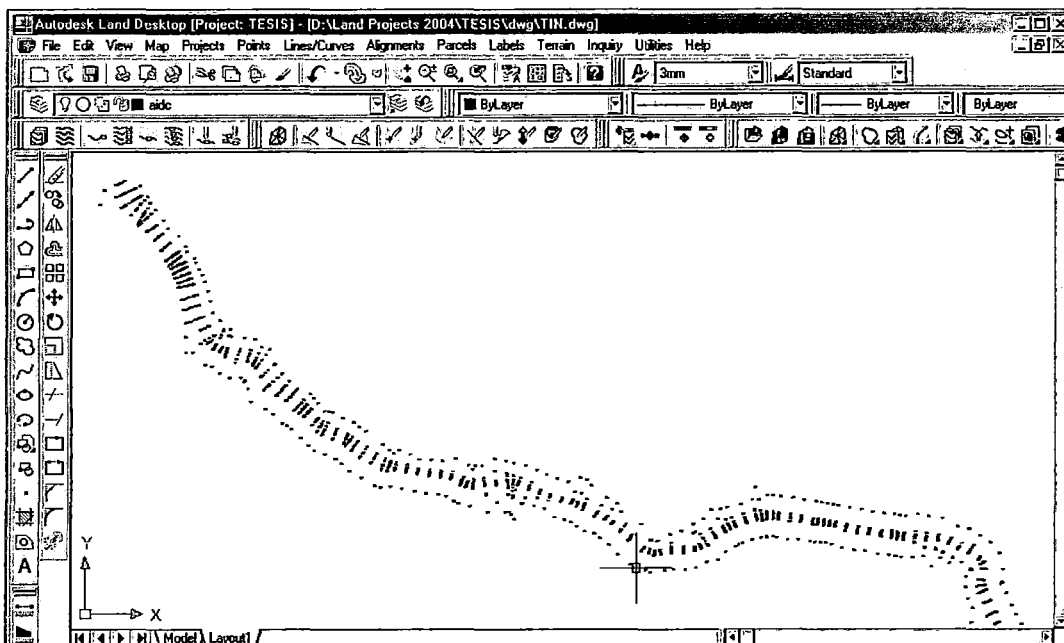 Autodesk Land Desktop [Project: TESIS] - [D:\Land Projects 2004\TESIS\dwg\TIN.dwg]
File Edit View Map Projects Points Lines/Curves Alignments Parcels Labels Terrain Inquiry Utilities Help
3mm Standard
aidc ByLayer ByLayer ByLayer ByLayer
A
Y
X
Model Layout1